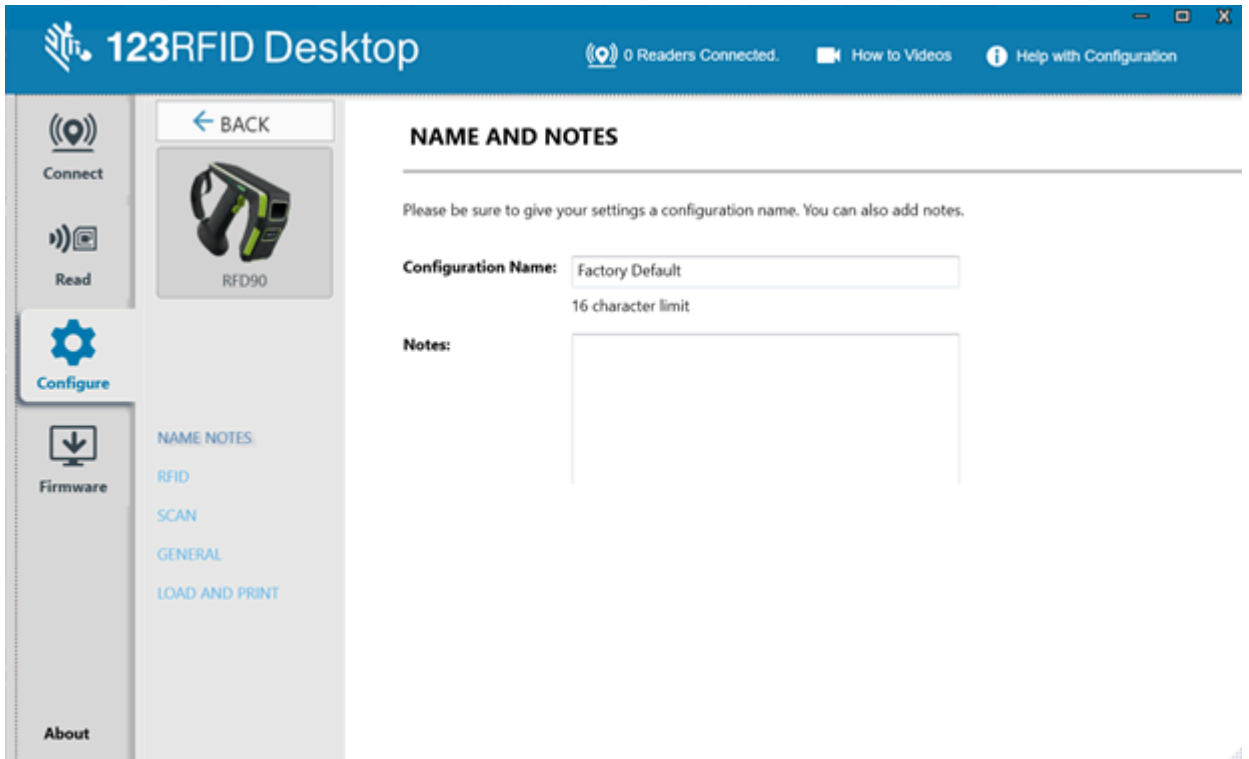 123RFID Desktop
0 Readers Connected.
How to Videos
Help with Configuration
Connect
Read
Configure
Firmware
About
BACK
RFD90
NAME NOTES
RFID
SCAN
GENERAL
LOAD AND PRINT
NAME AND NOTES
Please be sure to give your settings a configuration name. You can also add notes.
Configuration Name: Factory Default
16 character limit
Notes: